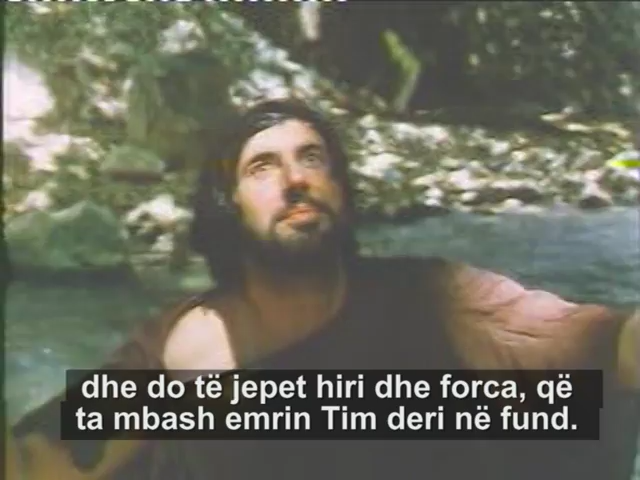 dhe do të jepet hiri dhe forca, që
ta mbash emrin Tim deri në fund.